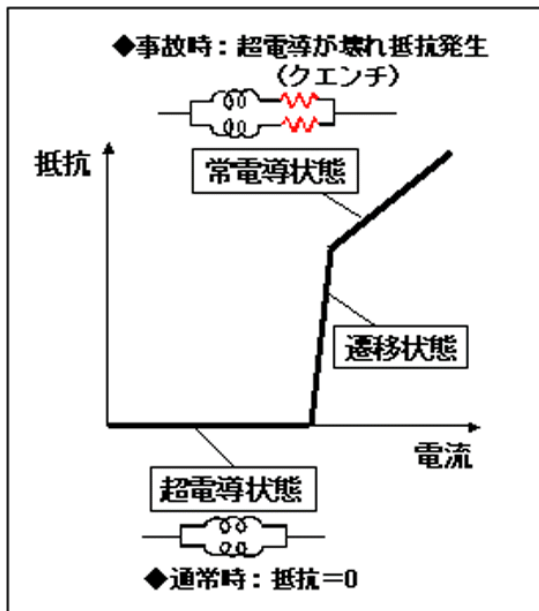 ◆事故時：超電導が壊れ抵抗発生
（クエンチ）
抵抗
常電導状態
遷移状態
電流
超電導状態
◆通常時：抵抗＝0